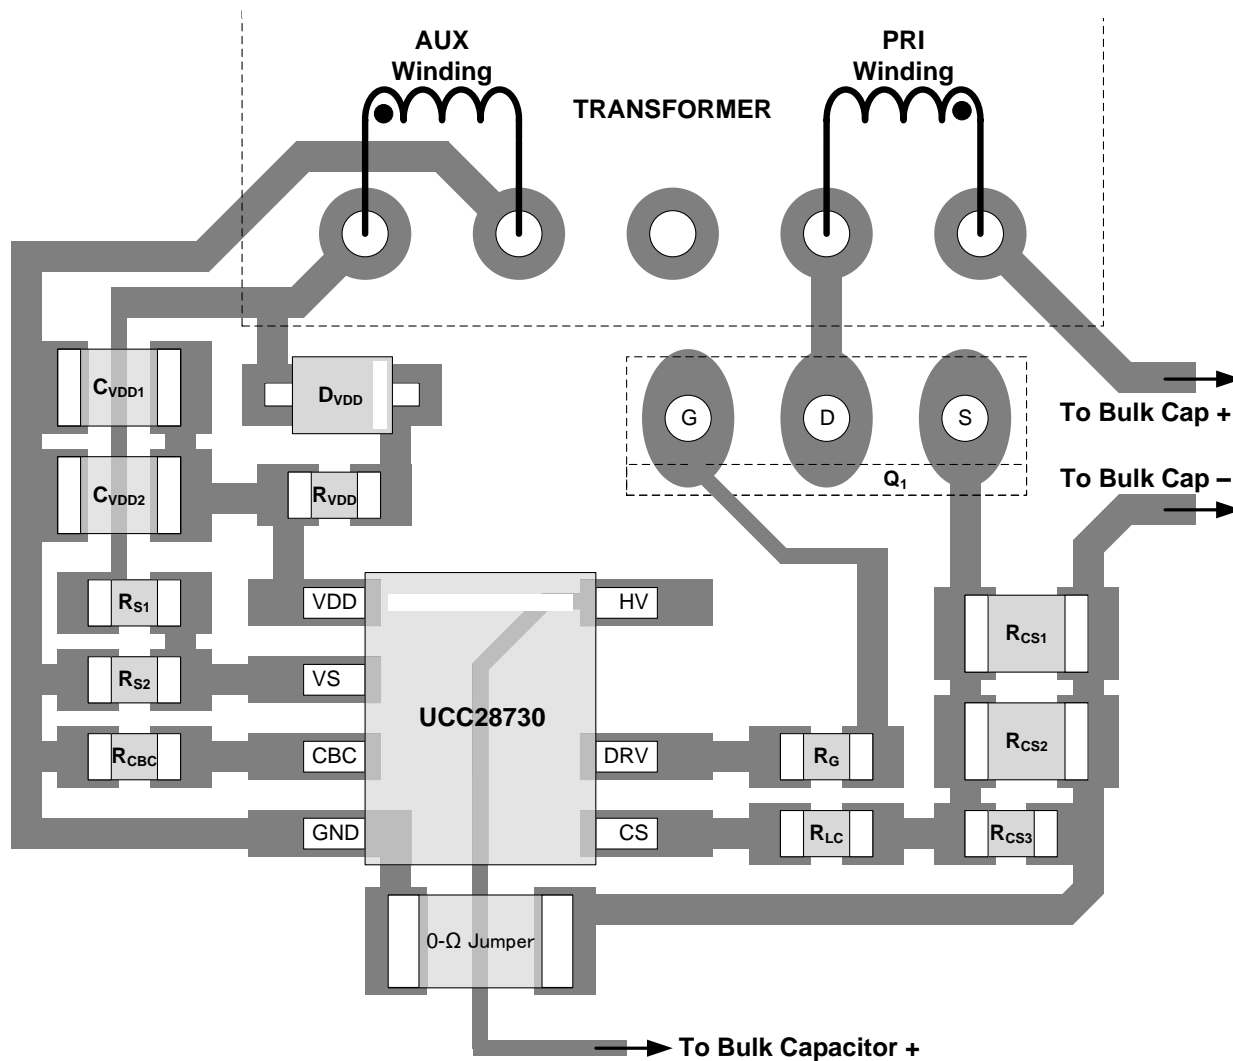 AUX
Winding
PRI
Winding
TRANSFORMER
CVDD1
DVDD
G
D
S
To Bulk Cap +
CVDD2
RVDD
Q1
To Bulk Cap –
RS1
VDD
HV
RCS1
RS2
VS
UCC28730
RCS2
RCBC
CBC
DRV
RG
GND
CS
RLC
RCS3
0-Ω Jumper
To Bulk Capacitor +